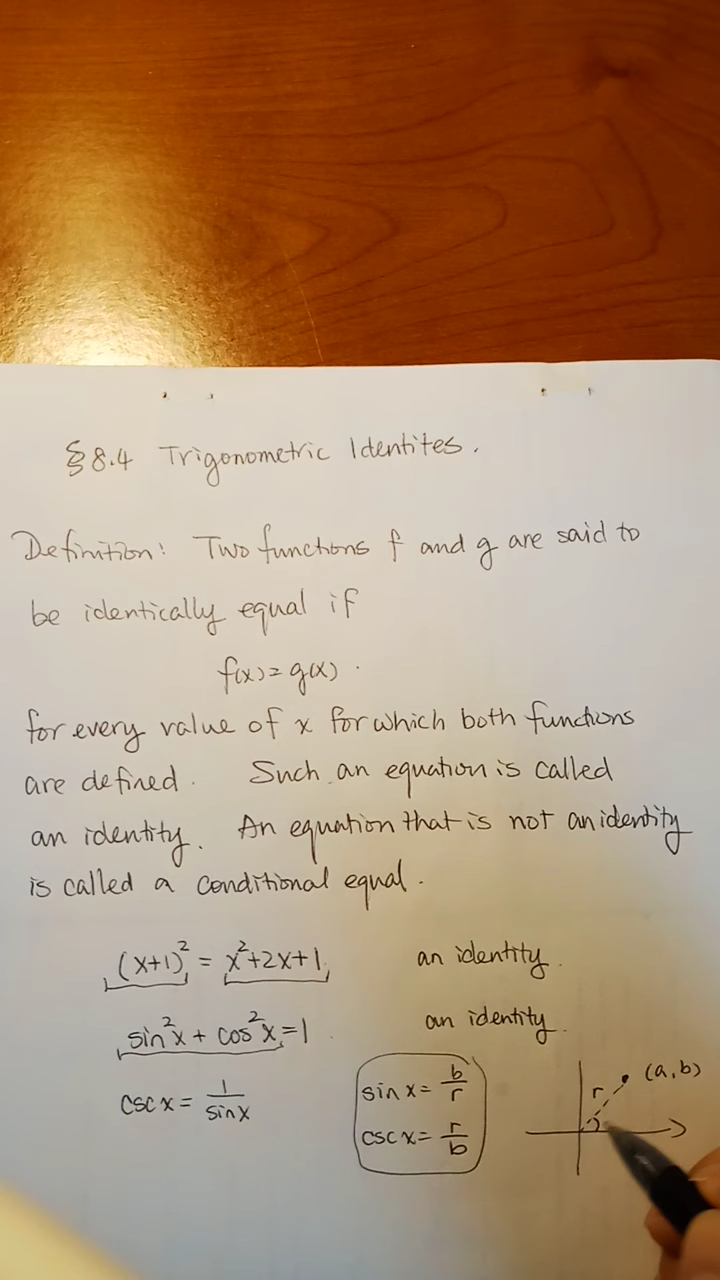 § 8.4 Trigonometric Identites.
Definition: Two functions f and g are said to
be identically equal if
f(x) = g(x).
for every value of x for which both functions
are defined. Such an equation is called
an identity. An equation that is not an identity
is called a conditional equal.
(x+1)² = x²+2x+1 an identity.
sin²x + cos²x = 1 an identity.
csc x = 1/sin x
sin x = b/r
csc x = r/b
r (a, b)